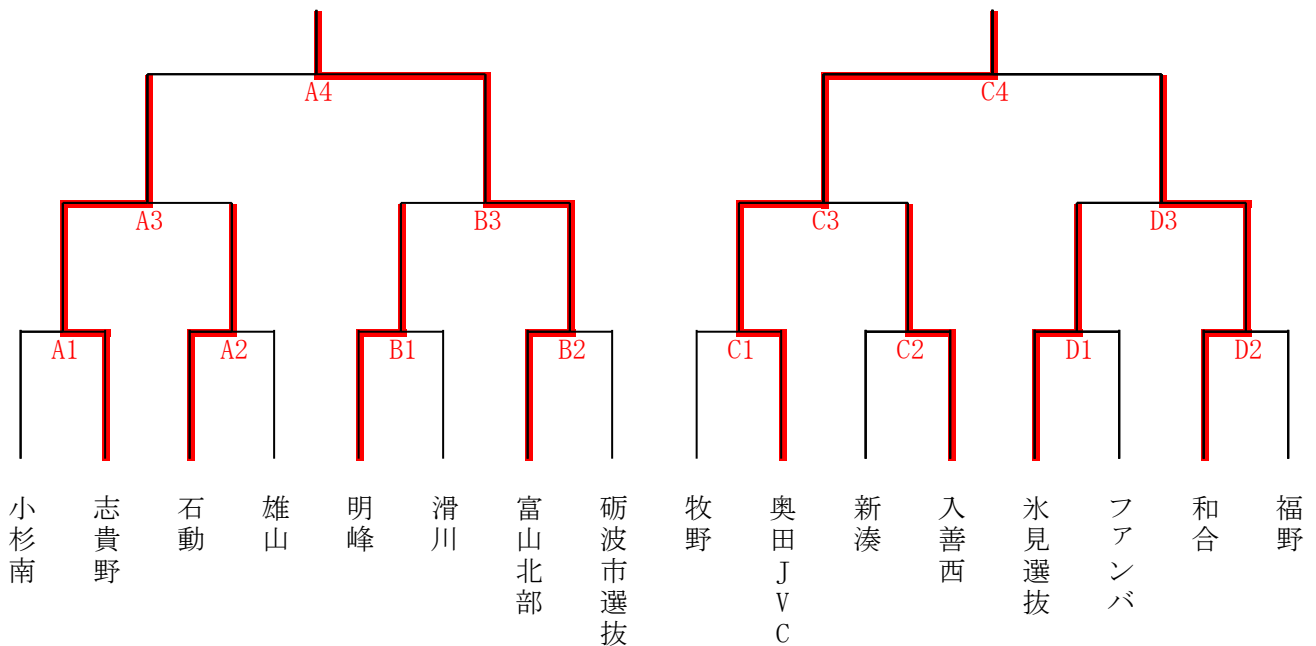 A4
C4
A3
B3
C3
D3
A1
A2
B1
B2
C1
C2
D1
D2
小杉南
志貴野
石動
雄山
明峰
滑川
富山北部
砺波市選抜
牧野
奥田JVC
新湊
入善西
氷見選抜
ファンバ
和合
福野